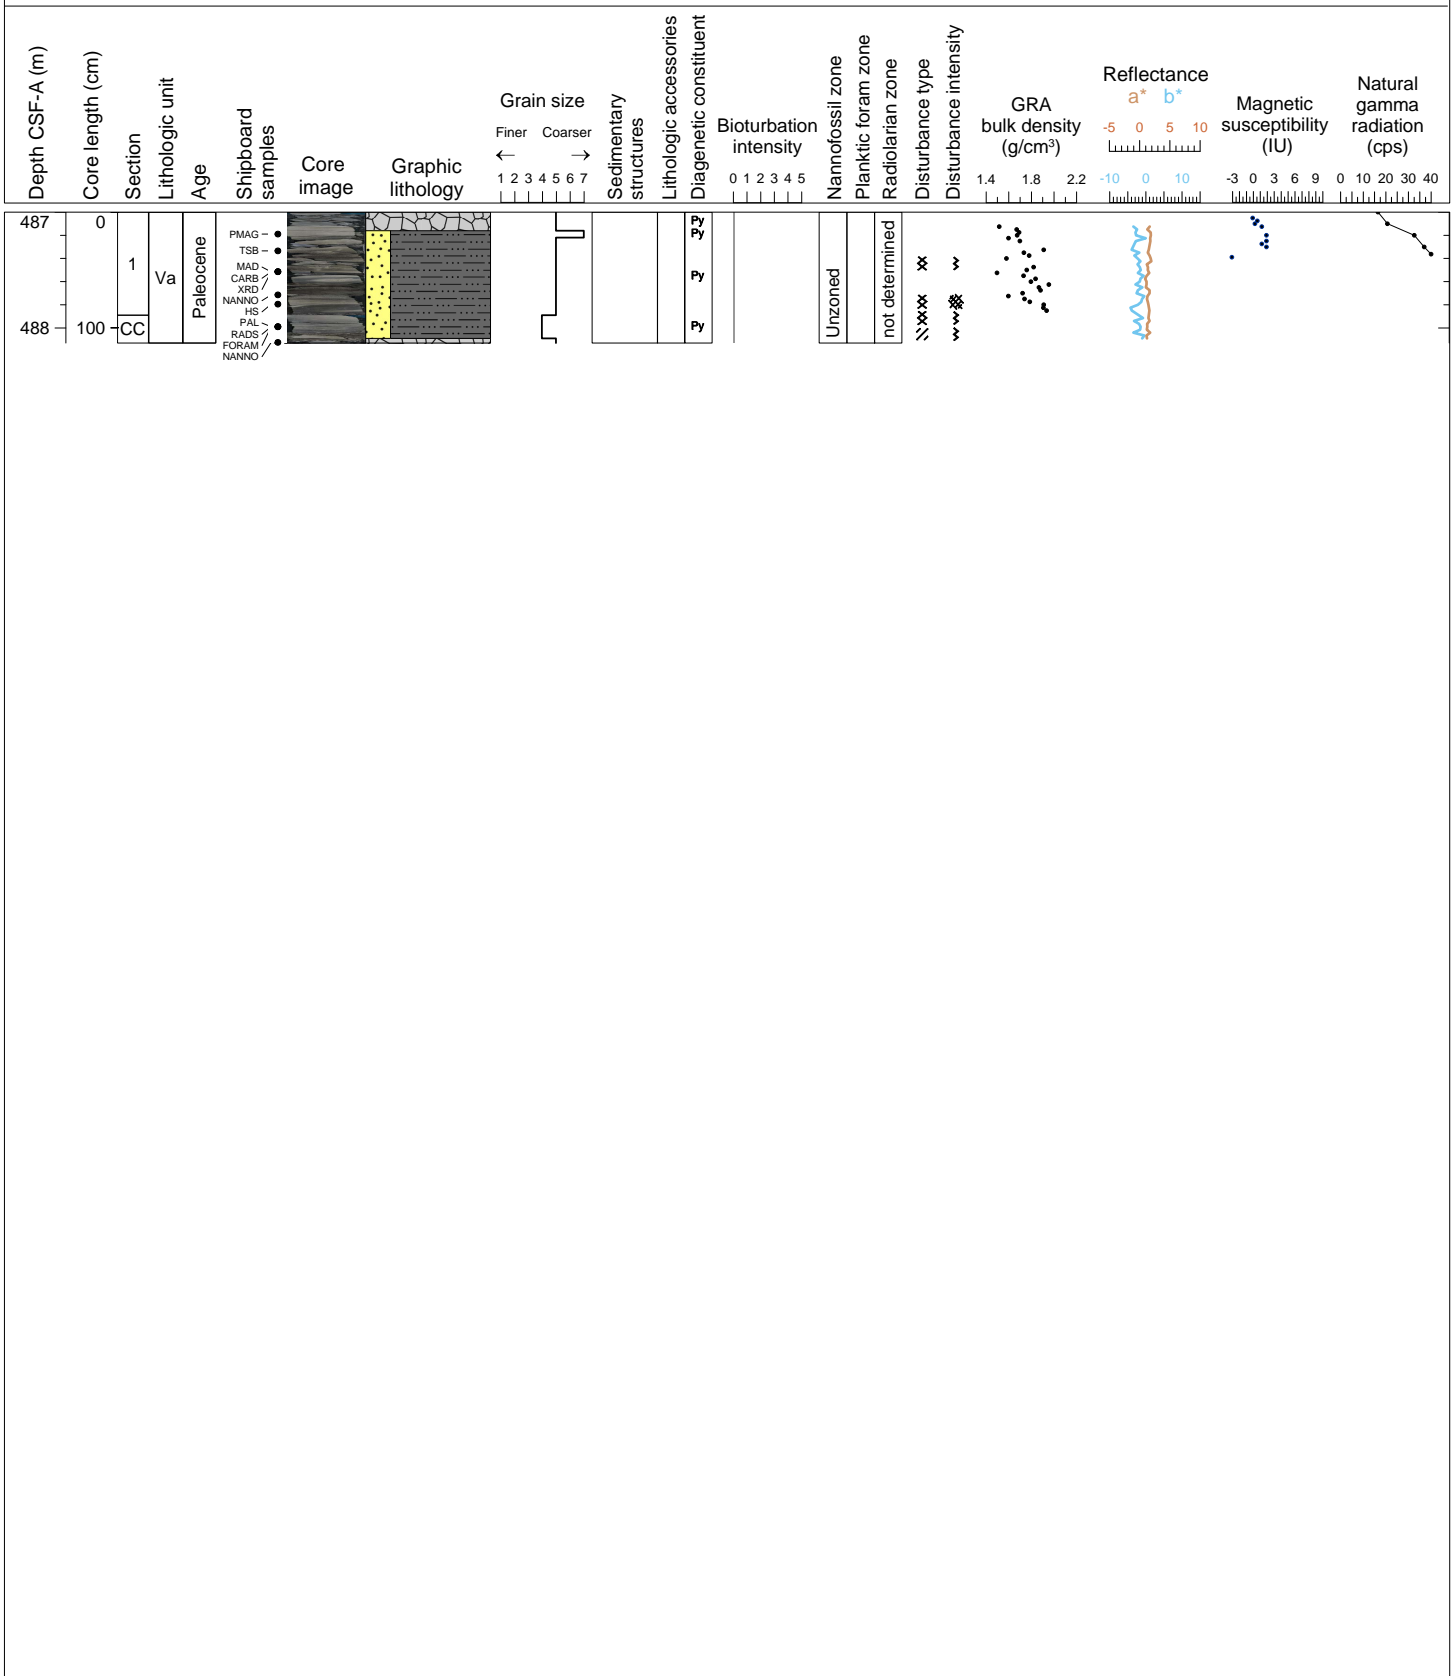 Depth CSF-A (m)
Core length (cm)
Section
Lithologic unit
Age
Shipboard
samples
Core
image
Graphic
lithology
Grain size
Finer Coarser
← →
1 2 3 4 5 6 7
Sedimentary
structures
Lithologic accessories
Diagenetic constituent
Bioturbation
intensity
0 1 2 3 4 5
Nannofossil zone
Planktic foram zone
Radiolarian zone
Disturbance type
Disturbance intensity
GRA
bulk density
(g/cm³)
1.4 1.8 2.2
Reflectance
a* b*
-5 0 5 10
-10 0 10
Magnetic
susceptibility
(IU)
-3 0 3 6 9
Natural
gamma
radiation
(cps)
0 10 20 30 40
487
488
0
100
1
CC
Va
Paleocene
PMAG
TSB
MAD
CARB
XRD
NANNO
HS
PAL
RADS
FORAM
NANNO
Py
Py
Py
Py
Unzoned
not determined